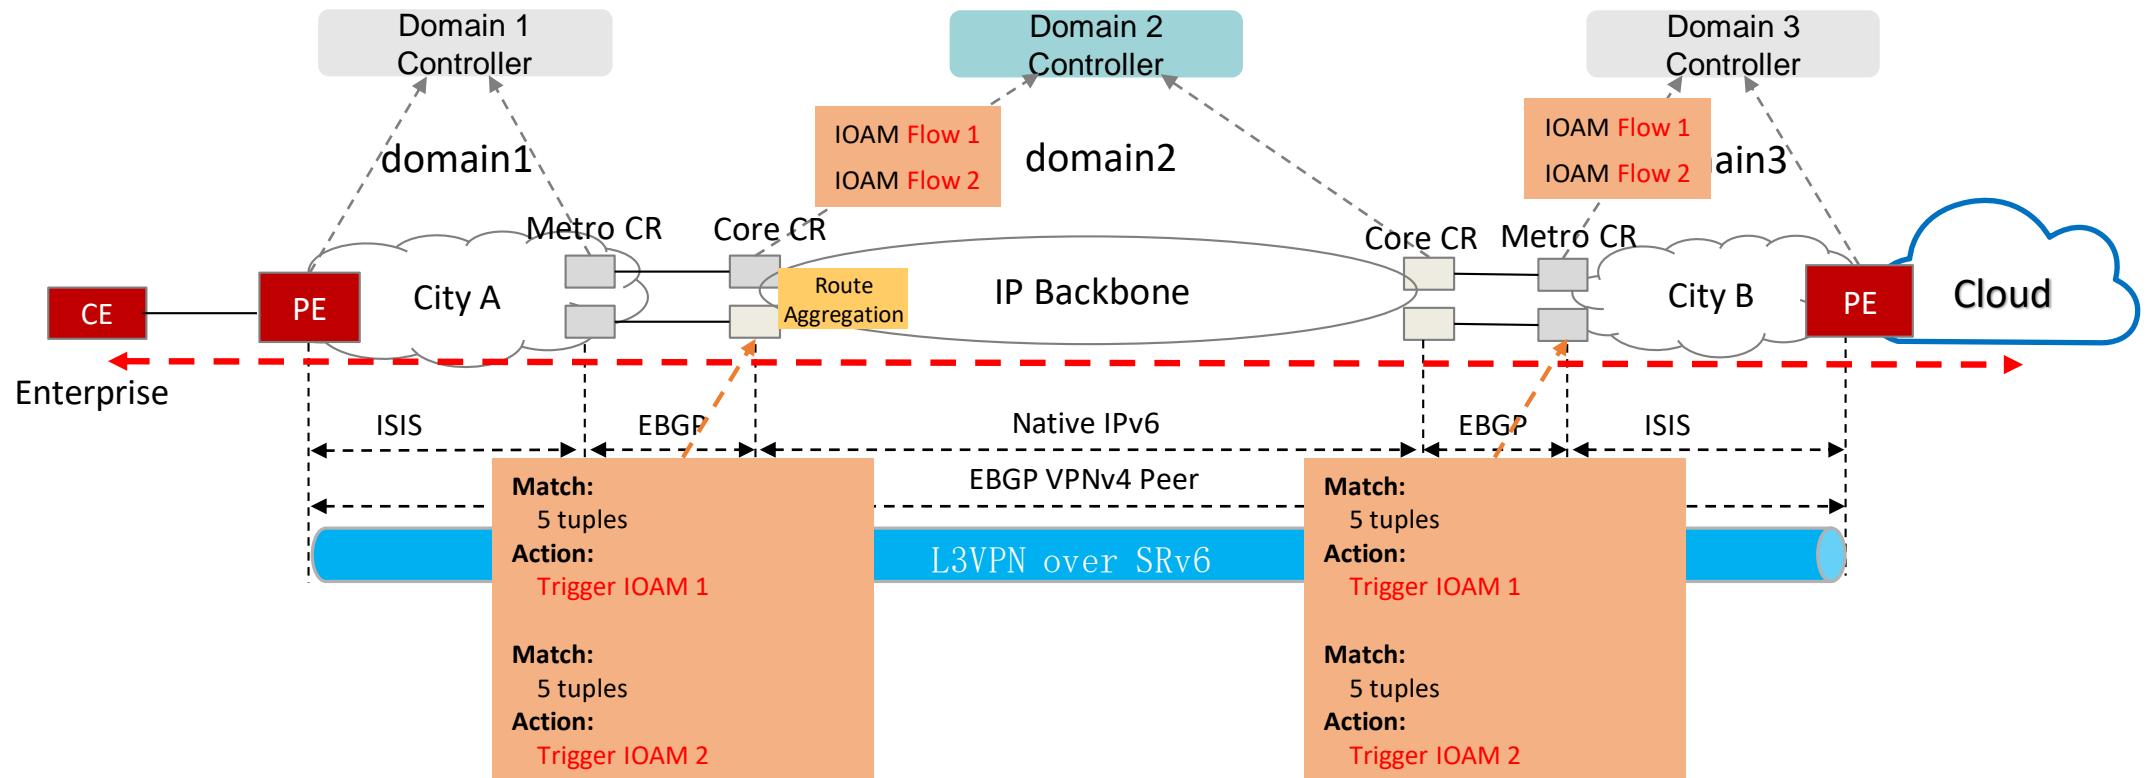 Domain 1
Controller
Domain 2
Controller
Domain 3
Controller
IOAM Flow 1
IOAM Flow 2
IOAM Flow 1
IOAM Flow 2
domain1
domain2
ain3
Metro CR
Core CR
Core CR
Metro CR
CE
PE
City A
Route
Aggregation
IP Backbone
City B
PE
Cloud
Enterprise
ISIS
EBGP
Native IPv6
EBGP
ISIS
EBGP VPNv4 Peer
L3VPN over SRv6
Match:
5 tuples
Action:
Trigger IOAM 1
Match:
5 tuples
Action:
Trigger IOAM 2
Match:
5 tuples
Action:
Trigger IOAM 1
Match:
5 tuples
Action:
Trigger IOAM 2